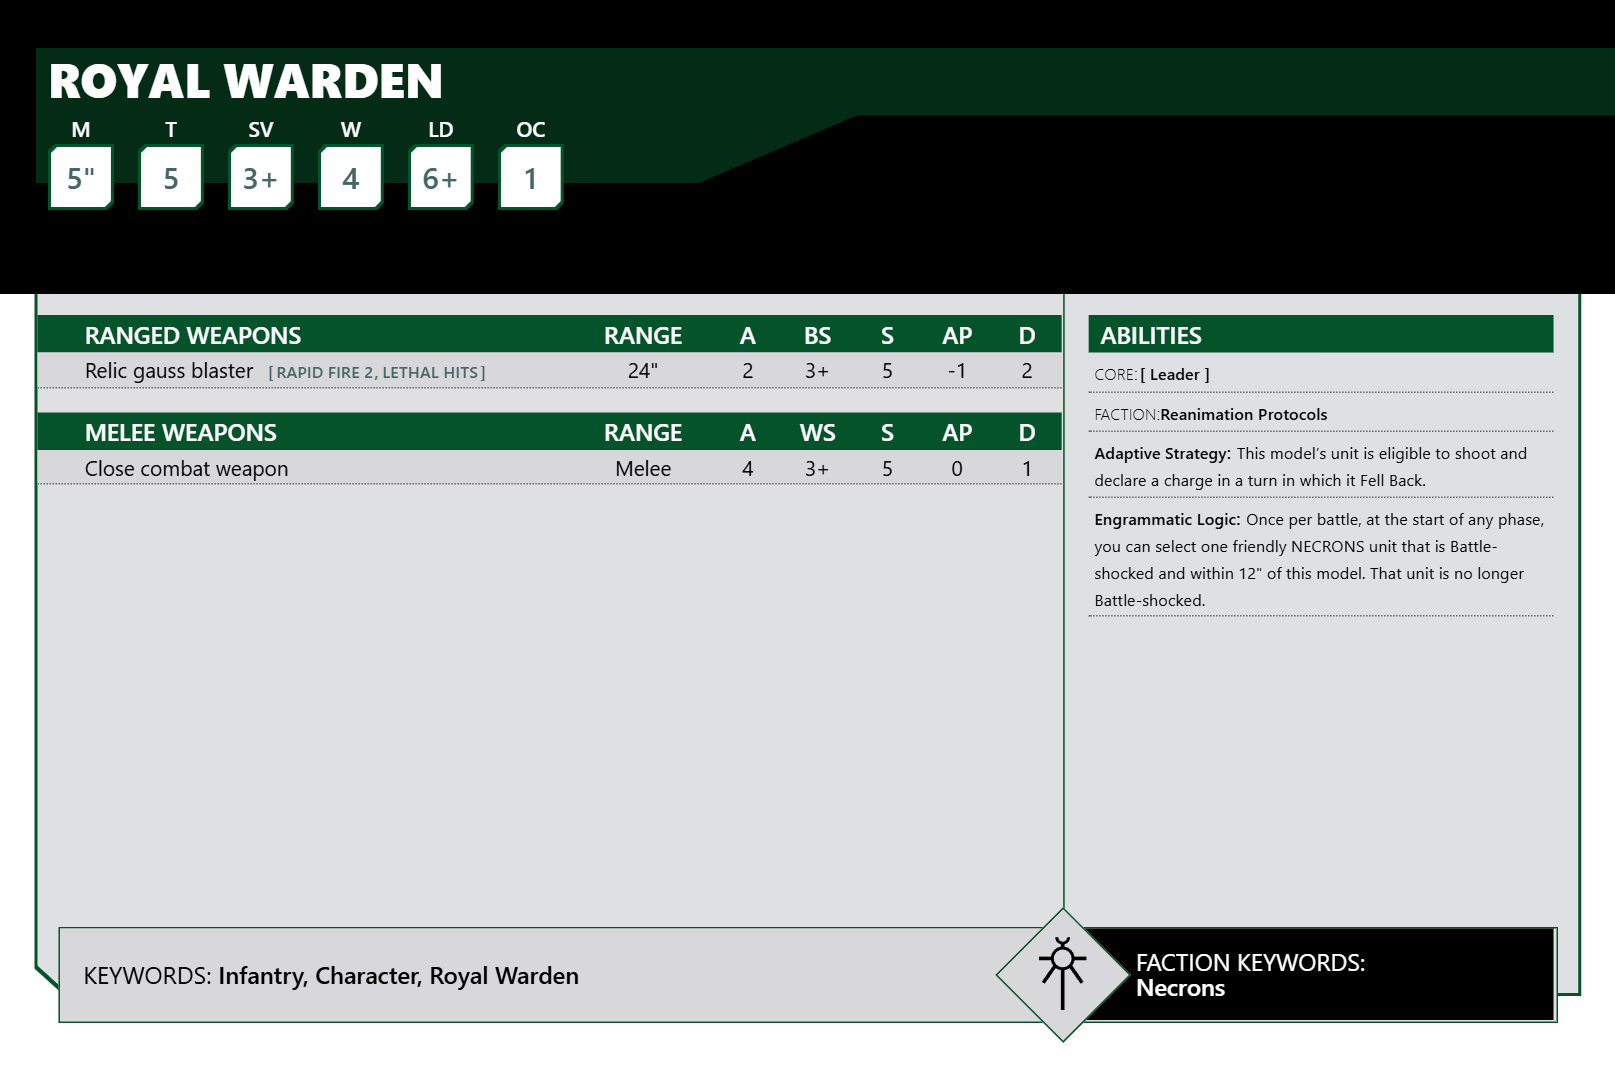 ROYAL WARDEN
M T SV W LD OC
5" 5 3+ 4 6+ 1
RANGED WEAPONS RANGE A BS S AP D
Relic gauss blaster [RAPID FIRE 2, LETHAL HITS] 24" 2 3+ 5 -1 2
MELEE WEAPONS RANGE A WS S AP D
Close combat weapon Melee 4 3+ 5 0 1
ABILITIES
CORE: [ Leader ]
FACTION:Reanimation Protocols
Adaptive Strategy: This model’s unit is eligible to shoot and
declare a charge in a turn in which it Fell Back.
Engrammatic Logic: Once per battle, at the start of any phase,
you can select one friendly NECRONS unit that is Battle-
shocked and within 12" of this model. That unit is no longer
Battle-shocked.
KEYWORDS: Infantry, Character, Royal Warden
FACTION KEYWORDS:
Necrons